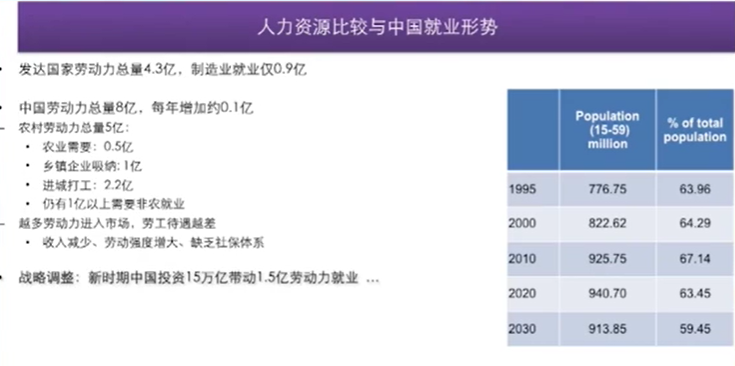 人力资源比较与中国就业形势
• 发达国家劳动力总量4.3亿，制造业就业仅0.9亿
• 中国劳动力总量8亿，每年增加约0.1亿
– 农村劳动力总量5亿：
• 农业需要：0.5亿
• 乡镇企业吸纳：1亿
• 进城打工：2.2亿
• 仍有1亿以上需要非农就业
– 越多劳动力进入市场，劳工待遇越差
• 收入减少、劳动强度增大、缺乏社保体系
• 战略调整：新时期中国投资15万亿带动1.5亿劳动力就业 …
Population (15-59) million % of total population
1995 776.75 63.96
2000 822.62 64.29
2010 925.75 67.14
2020 940.70 63.45
2030 913.85 59.45